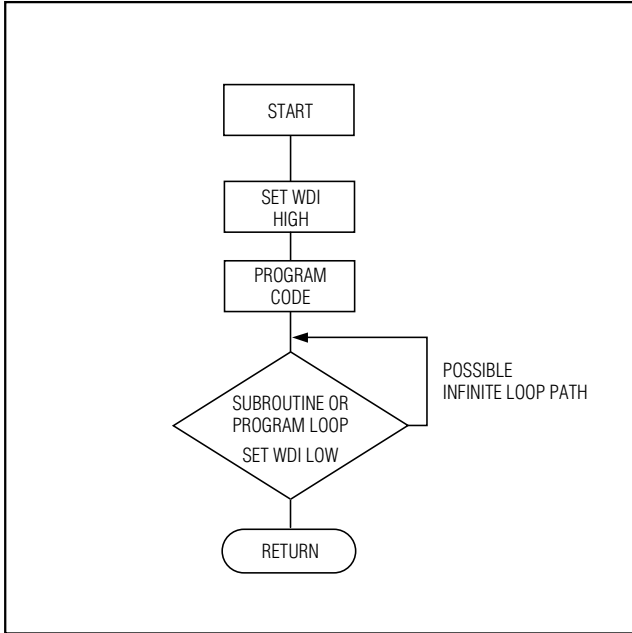 START
SET WDI
HIGH
PROGRAM
CODE
POSSIBLE
INFINITE LOOP PATH
SUBROUTINE OR
PROGRAM LOOP
SET WDI LOW
RETURN